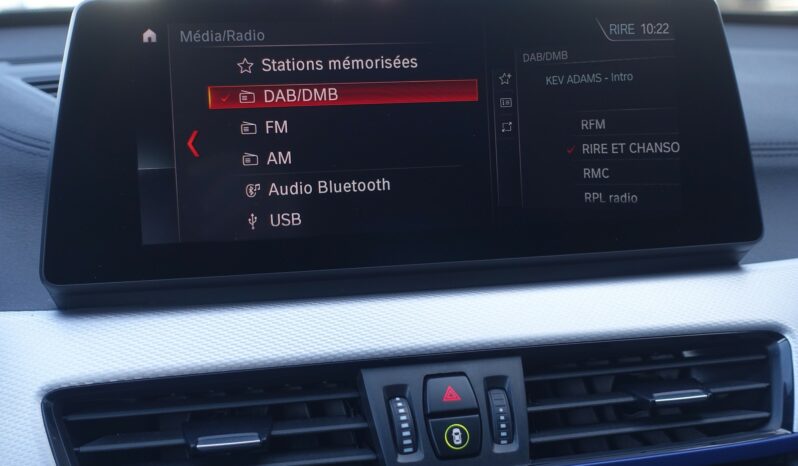 Média/Radio
RIRE 10:22
Stations mémorisées
DAB/DMB
FM
AM
Audio Bluetooth
USB
DAB/DMB
KEV ADAMS - Intro
RFM
RIRE ET CHANSO
RMC
RPL radio